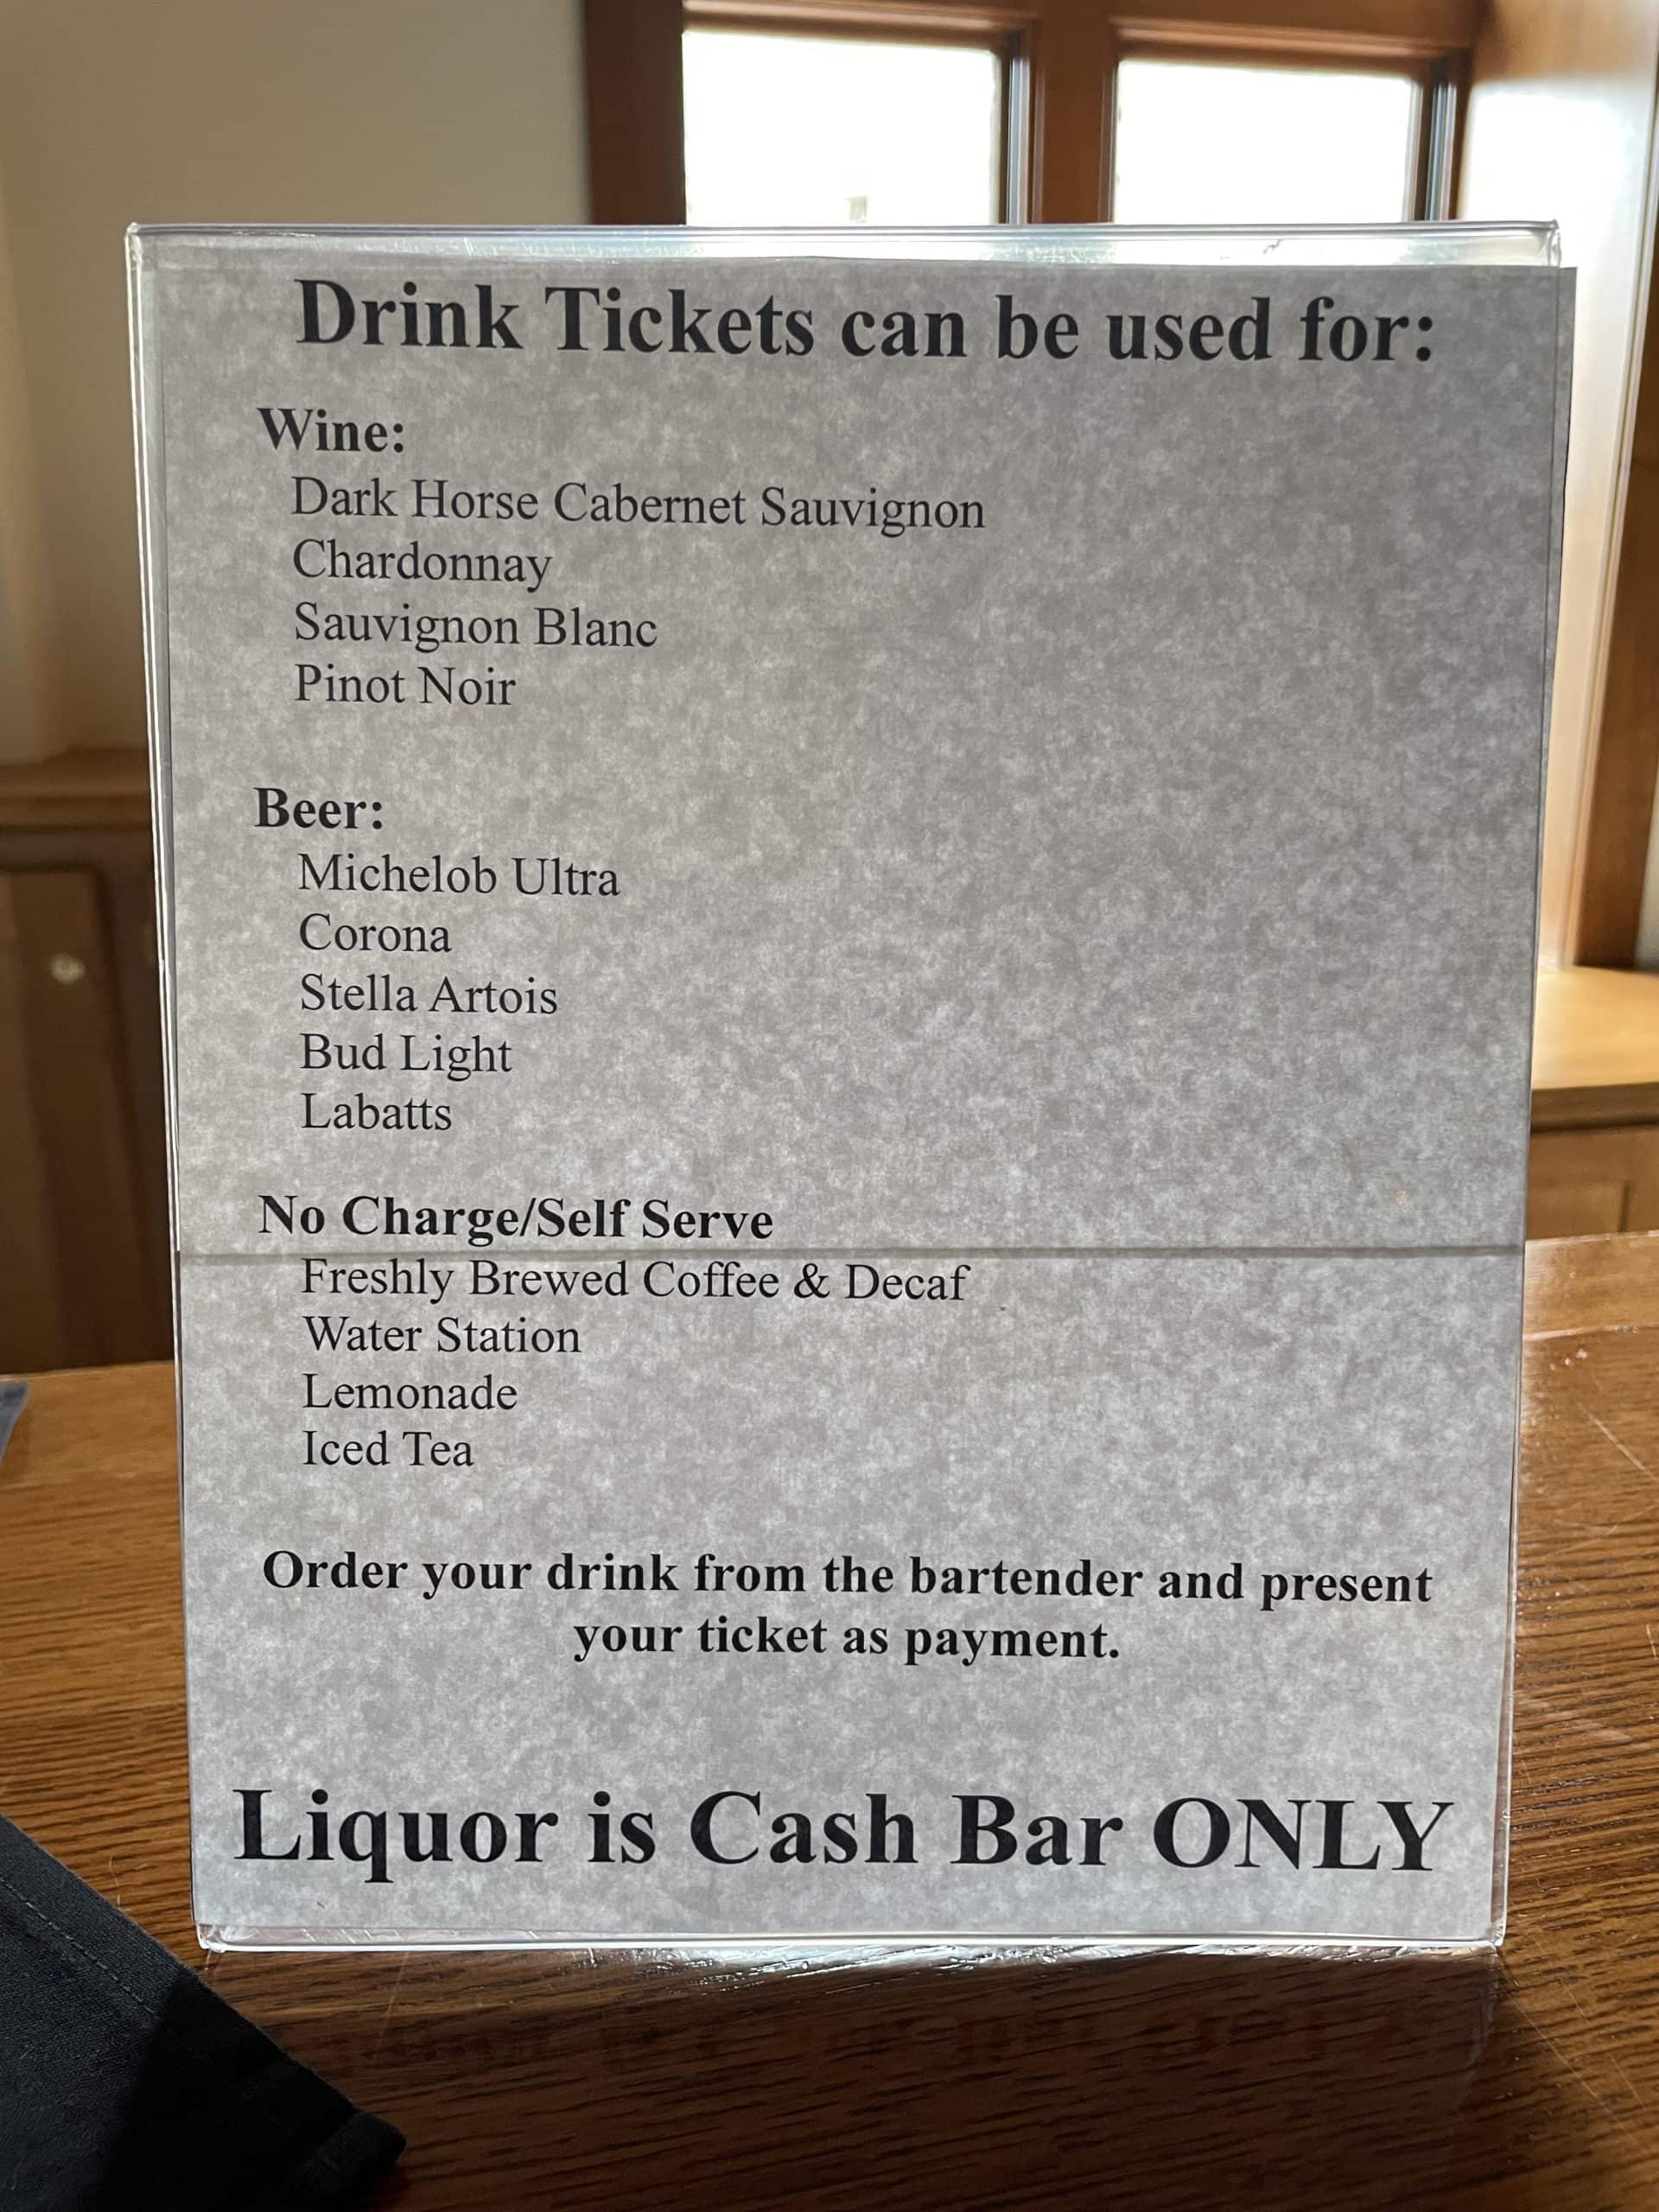 Drink Tickets can be used for:
Wine:
Dark Horse Cabernet Sauvignon
Chardonnay
Sauvignon Blanc
Pinot Noir
Beer:
Michelob Ultra
Corona
Stella Artois
Bud Light
Labatts
No Charge/Self Serve
Freshly Brewed Coffee & Decaf
Water Station
Lemonade
Iced Tea
Order your drink from the bartender and present
your ticket as payment.
Liquor is Cash Bar ONLY